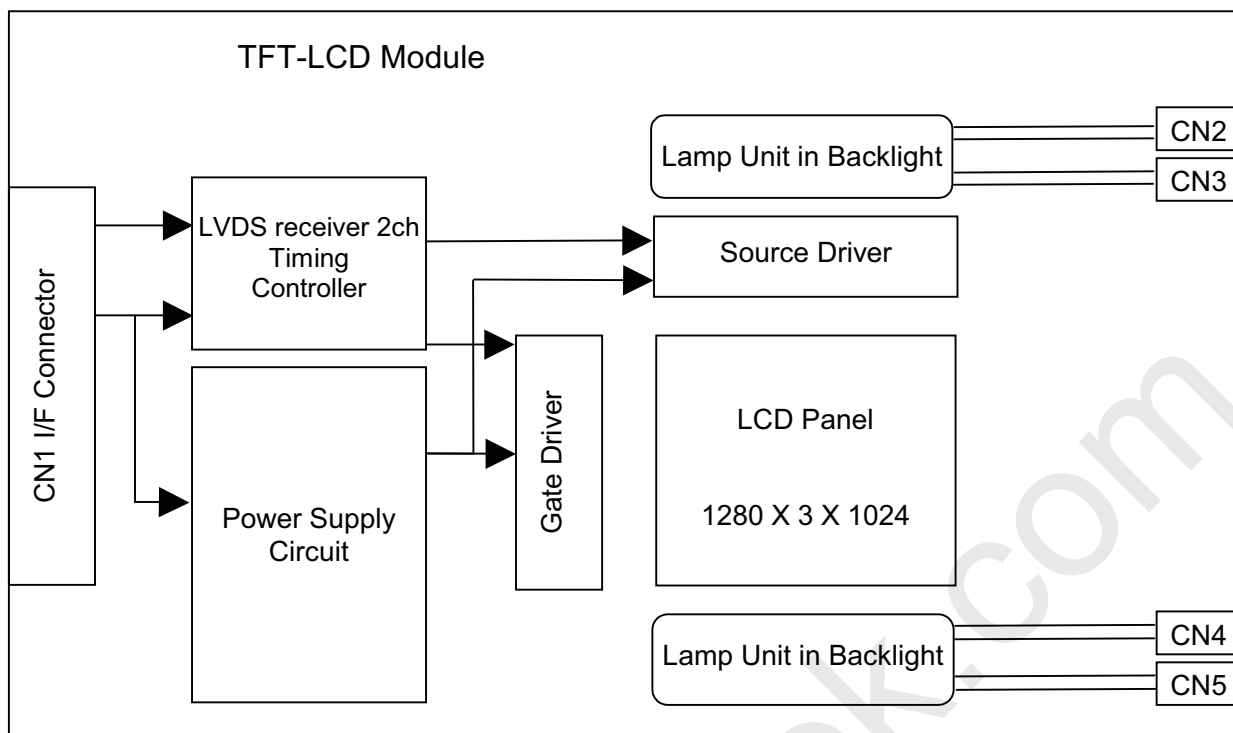 TFT-LCD Module
Lamp Unit in Backlight
CN2
CN3
CN1 I/F Connector
LVDS receiver 2ch
Timing
Controller
Source Driver
Gate Driver
LCD Panel
1280 X 3 X 1024
Power Supply
Circuit
Lamp Unit in Backlight
CN4
CN5
k.com